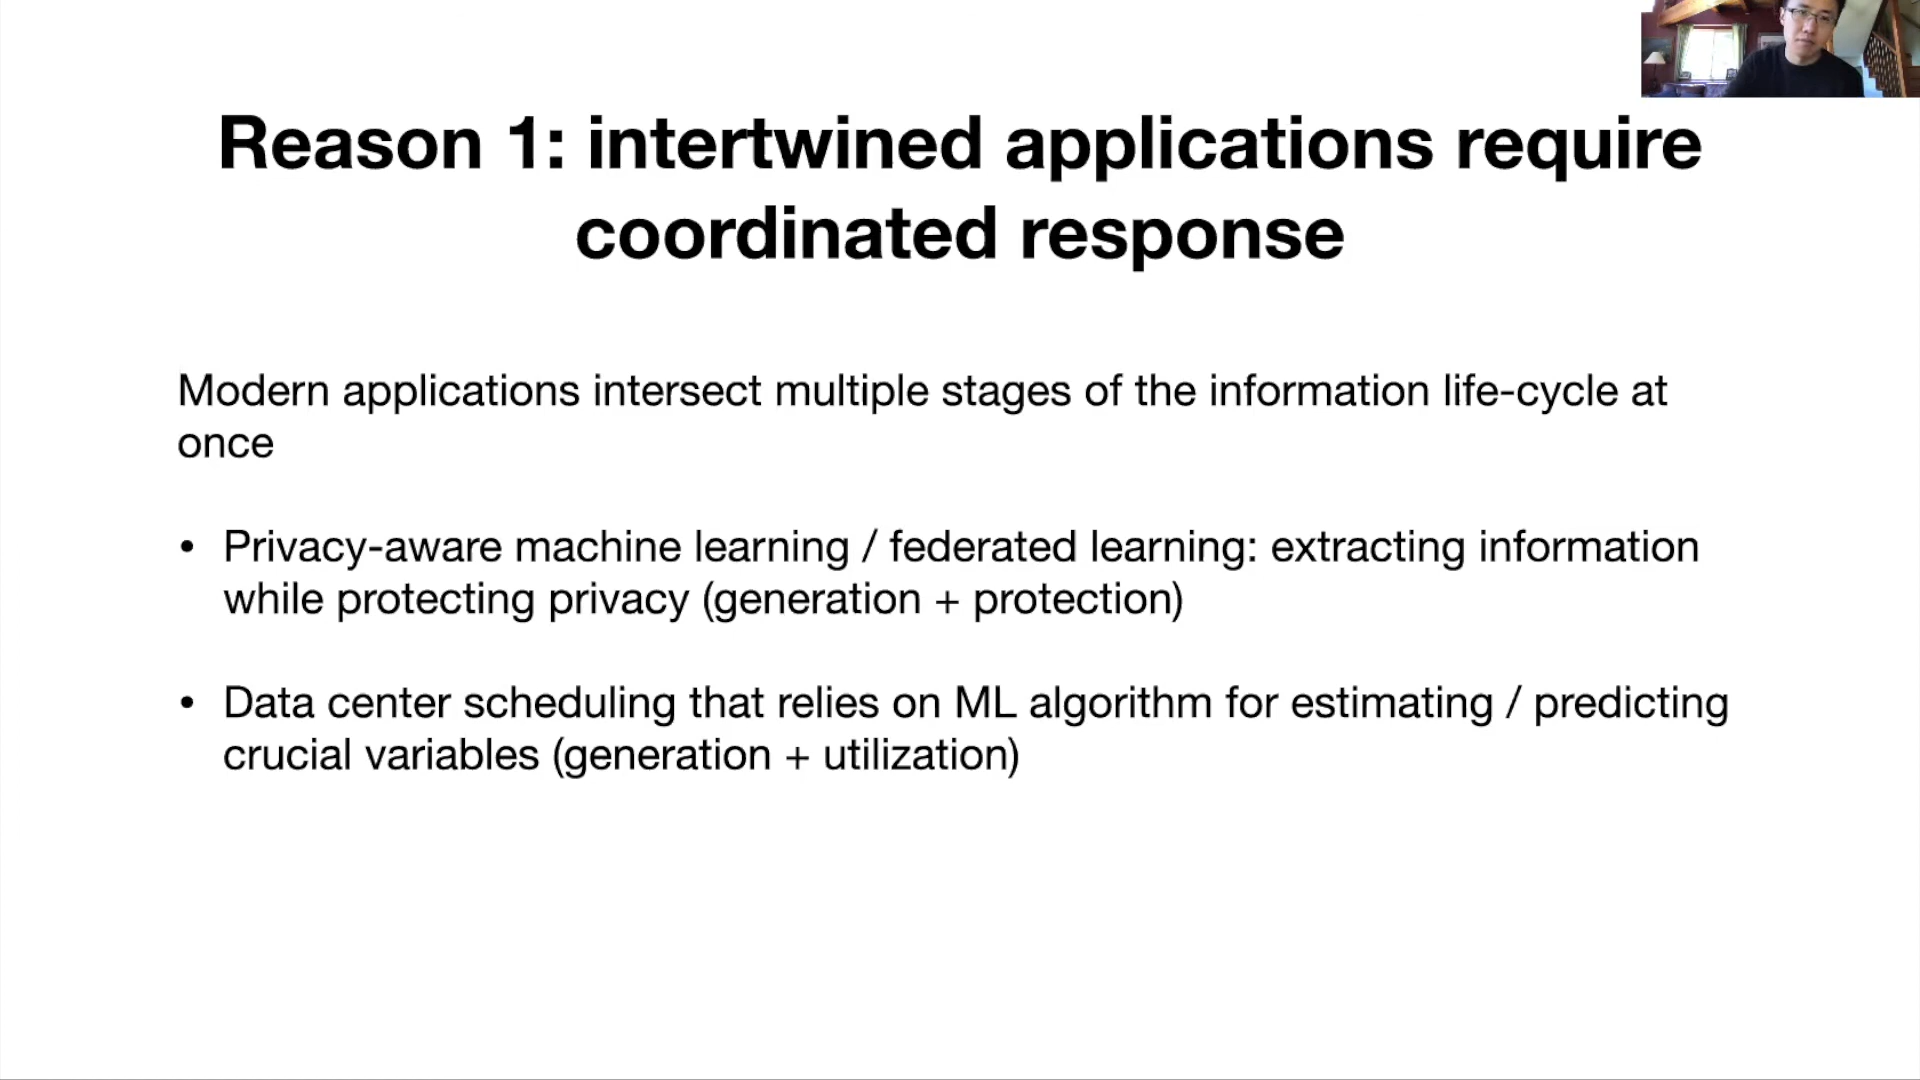 Reason 1: intertwined applications require
coordinated response
Modern applications intersect multiple stages of the information life-cycle at
once
• Privacy-aware machine learning / federated learning: extracting information
while protecting privacy (generation + protection)
• Data center scheduling that relies on ML algorithm for estimating / predicting
crucial variables (generation + utilization)